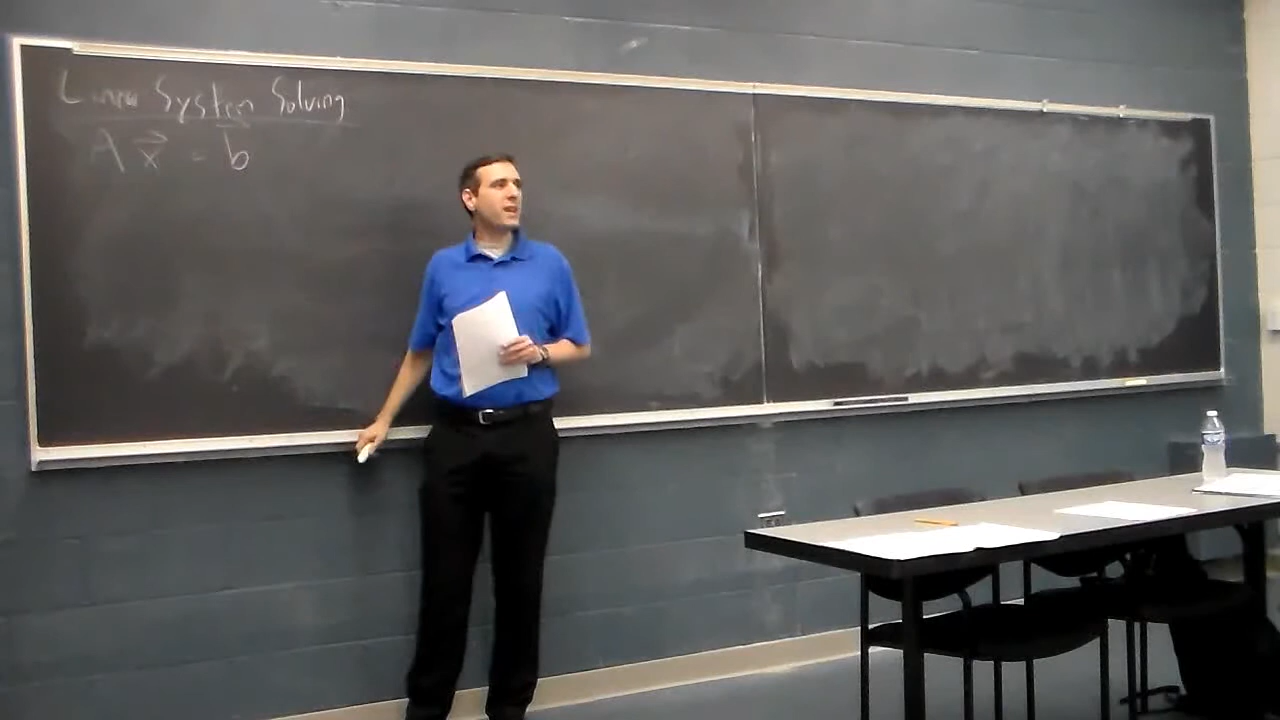 Linear System Solving
A x⃗ = b